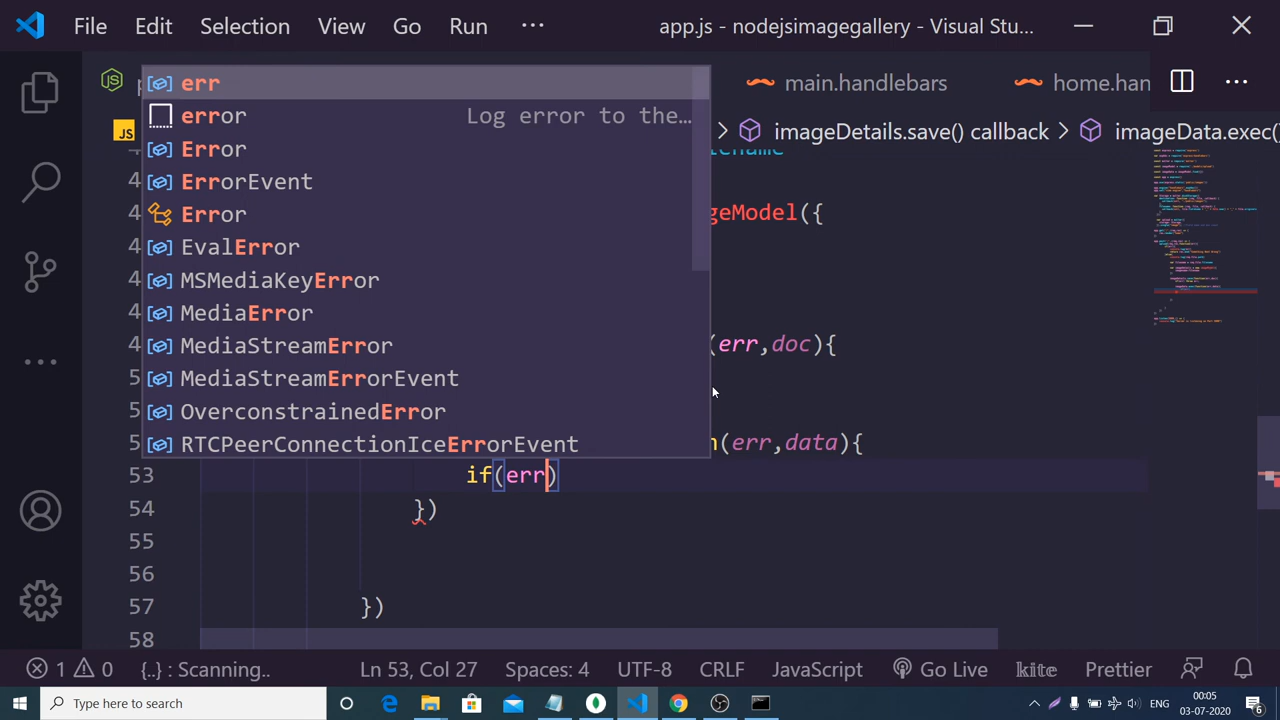 File Edit Selection View Go Run ··· app.js - nodejsimagegallery - Visual Stu...
main.handlebars home.han ···
JS imageDetails.save() callback > imageData.exec()
err
error Log error to the...
Error
ErrorEvent
Error
EvalError
MSMediaKeyError
MediaError
MediaStreamError
MediaStreamErrorEvent
OverconstrainedError
RTCPeerConnectionIceErrorEvent
geModel({
(err,doc){
n(err,data){
53 if(err)
54 })
55
56
57 })
58
1 0 {..} : Scanning... Ln 53, Col 27 Spaces: 4 UTF-8 CRLF JavaScript Go Live kite Prettier
Type here to search ENG 00:05
03-07-2020 6